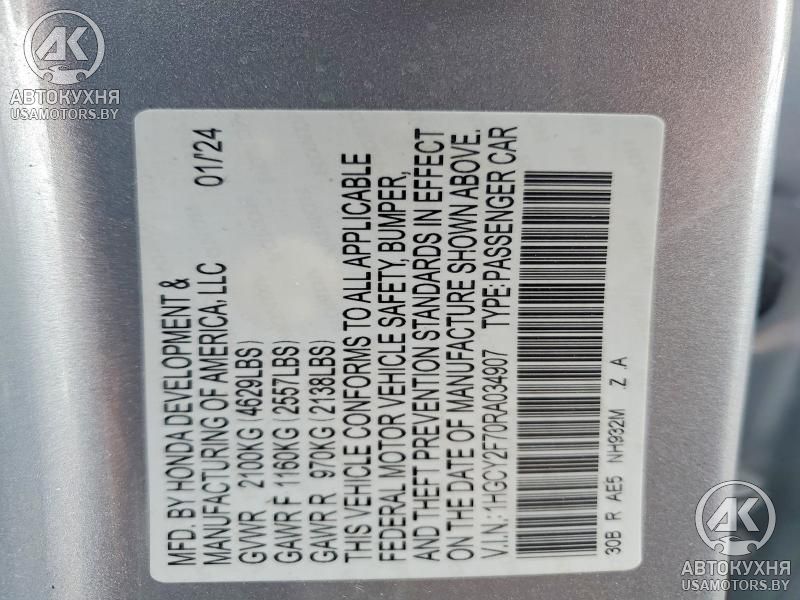 AK
АВТОКУХНЯ
USAMOTORS.BY
MFD. BY HONDA DEVELOPMENT &
MANUFACTURING OF AMERICA, LLC 01/24
GVWR 2100KG (4629LBS)
GAWR F 1160KG (2557LBS)
GAWR R 970KG (2138LBS)
THIS VEHICLE CONFORMS TO ALL APPLICABLE
FEDERAL MOTOR VEHICLE SAFETY, BUMPER,
AND THEFT PREVENTION STANDARDS IN EFFECT
ON THE DATE OF MANUFACTURE SHOWN ABOVE.
V.I.N.:1HGCY2F70RA034907 TYPE:PASSENGER CAR
30B R AE5 NH932M Z .A
AK
АВТОКУХНЯ
USAMOTORS.BY